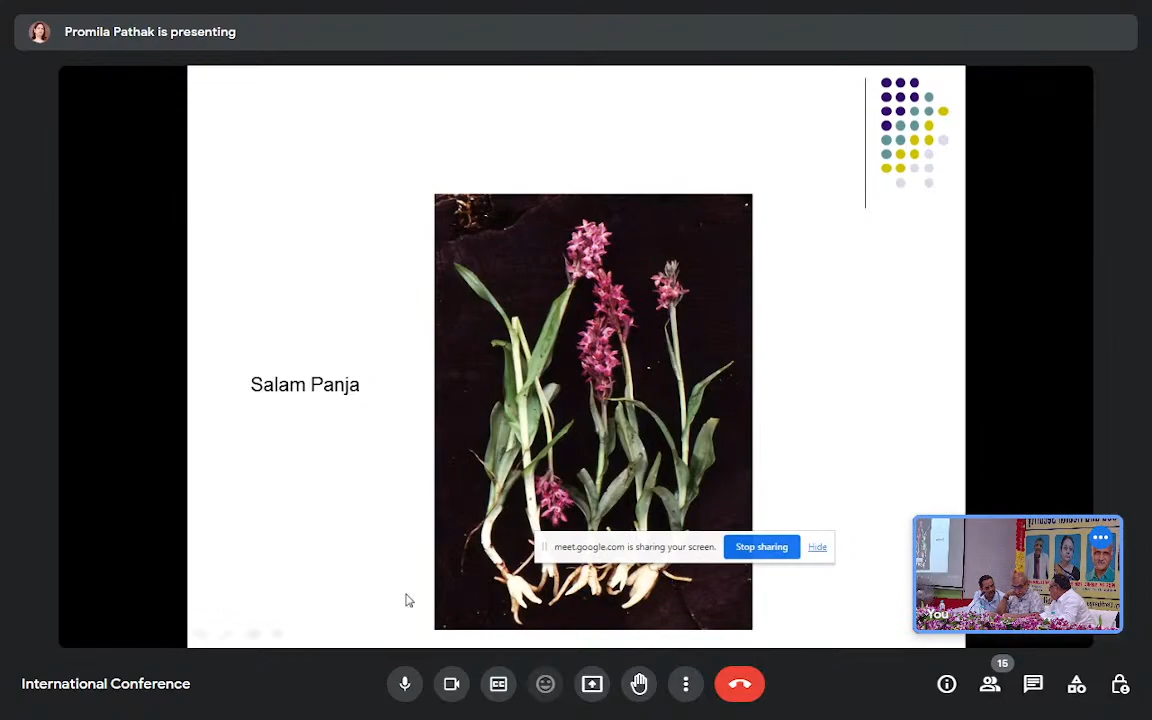 Promila Pathak is presenting
Salam Panja
meet.google.com is sharing your screen.
Stop sharing
Hide
You
International Conference
15